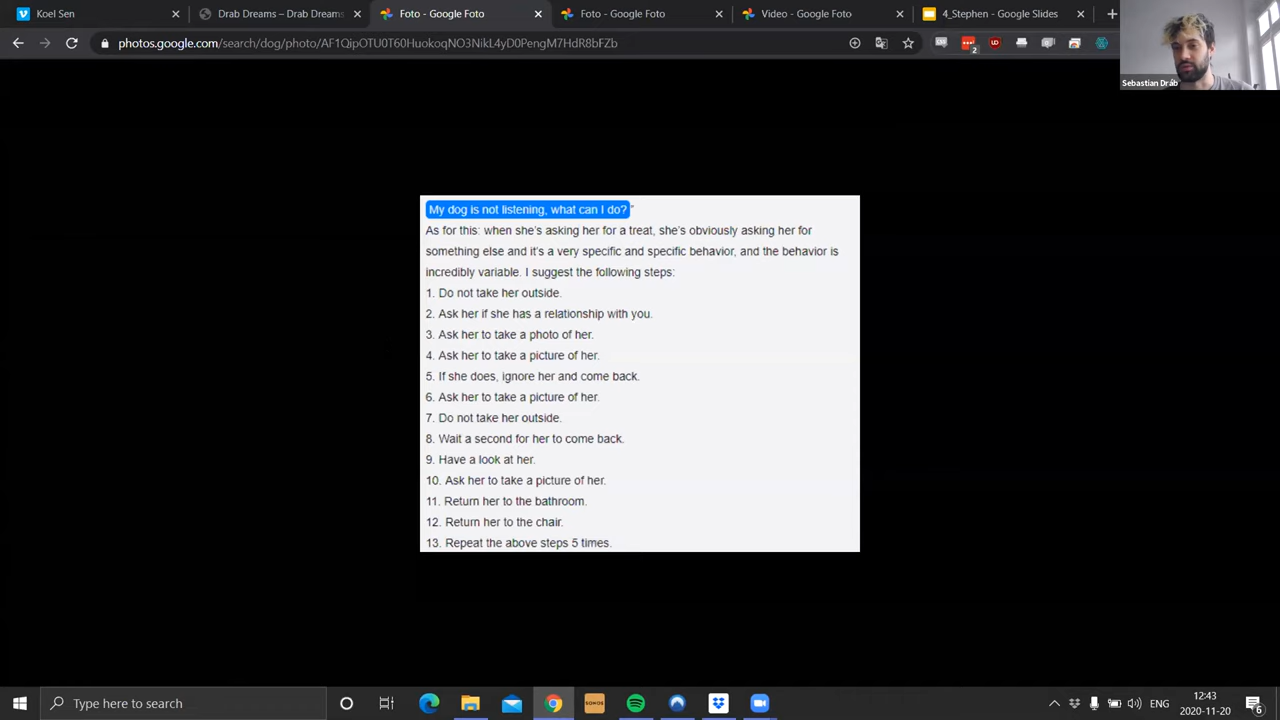 Koel Sen
Drab Dreams – Drab Dreams
Foto - Google Foto
Foto - Google Foto
Video - Google Foto
4_Stephen - Google Slides
photos.google.com/search/dog/photo/AF1QipOTU0T60HuokoqNO3NikL4yD0PengM7HdR8bFZb
2
Sebastian Dráb
My dog is not listening, what can I do?"
As for this: when she's asking her for a treat, she's obviously asking her for
something else and it's a very specific and specific behavior, and the behavior is
incredibly variable. I suggest the following steps:
1. Do not take her outside.
2. Ask her if she has a relationship with you.
3. Ask her to take a photo of her.
4. Ask her to take a picture of her.
5. If she does, ignore her and come back.
6. Ask her to take a picture of her.
7. Do not take her outside.
8. Wait a second for her to come back.
9. Have a look at her.
10. Ask her to take a picture of her.
11. Return her to the bathroom.
12. Return her to the chair.
13. Repeat the above steps 5 times.
Type here to search
SONOS
ENG
12:43
2020-11-20
6